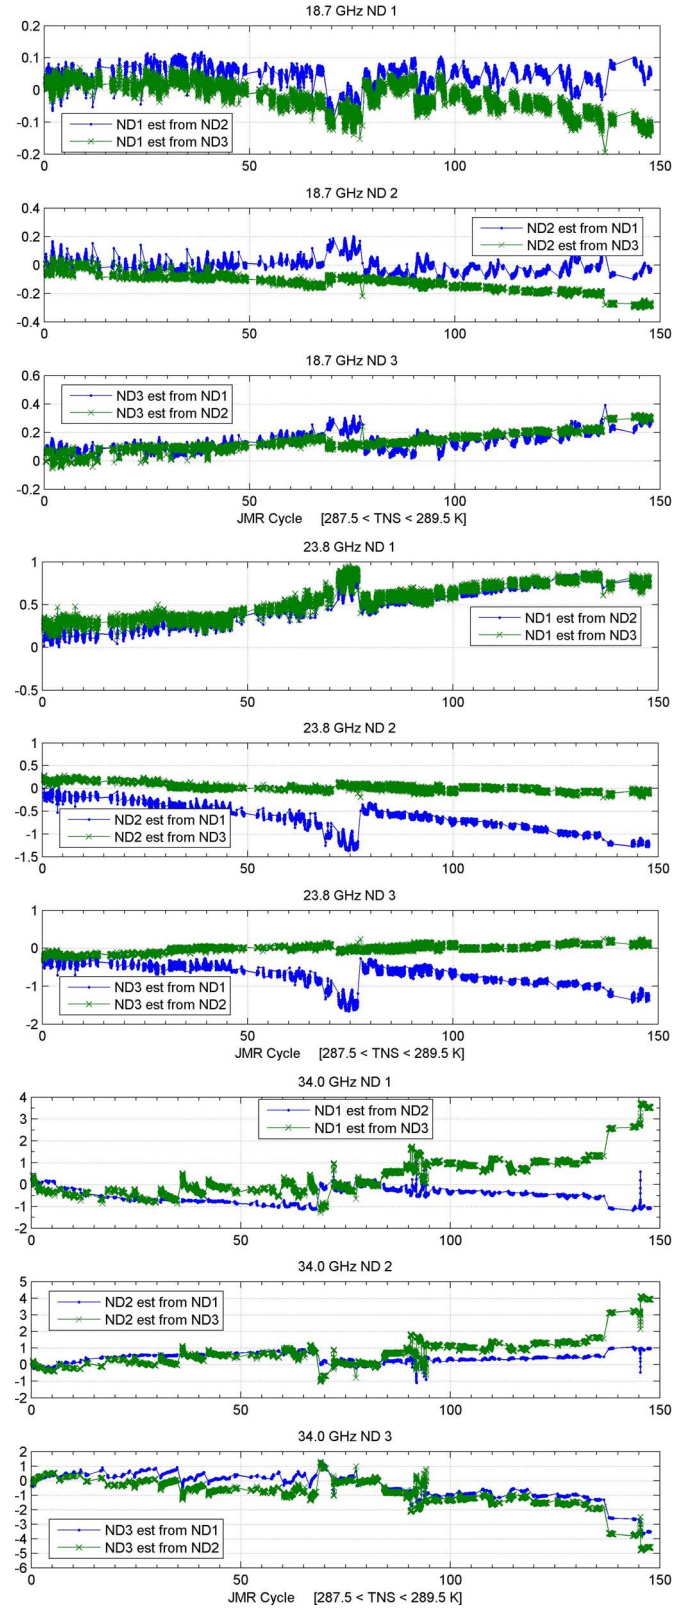 18.7 GHz ND 1
0.2
0.1
0
-0.1
-0.2
0
50
100
150
ND1 est from ND2
ND1 est from ND3
18.7 GHz ND 2
0.4
0.2
0
-0.2
-0.4
0
50
100
150
ND2 est from ND1
ND2 est from ND3
18.7 GHz ND 3
0.6
0.4
0.2
0
-0.2
0
50
100
150
ND3 est from ND1
ND3 est from ND2
JMR Cycle [287.5 < TNS < 289.5 K]
23.8 GHz ND 1
1
0.5
0
-0.5
0
50
100
150
ND1 est from ND2
ND1 est from ND3
23.8 GHz ND 2
1
0.5
0
-0.5
-1
-1.5
0
50
100
150
ND2 est from ND1
ND2 est from ND3
23.8 GHz ND 3
1
0
-1
-2
0
50
100
150
ND3 est from ND1
ND3 est from ND2
JMR Cycle [287.5 < TNS < 289.5 K]
34.0 GHz ND 1
4
3
2
1
0
-1
-2
0
50
100
150
ND1 est from ND2
ND1 est from ND3
34.0 GHz ND 2
5
4
3
2
1
0
-1
-2
0
50
100
150
ND2 est from ND1
ND2 est from ND3
34.0 GHz ND 3
2
1
0
-1
-2
-3
-4
-5
-6
0
50
100
150
ND3 est from ND1
ND3 est from ND2
JMR Cycle [287.5 < TNS < 289.5 K]